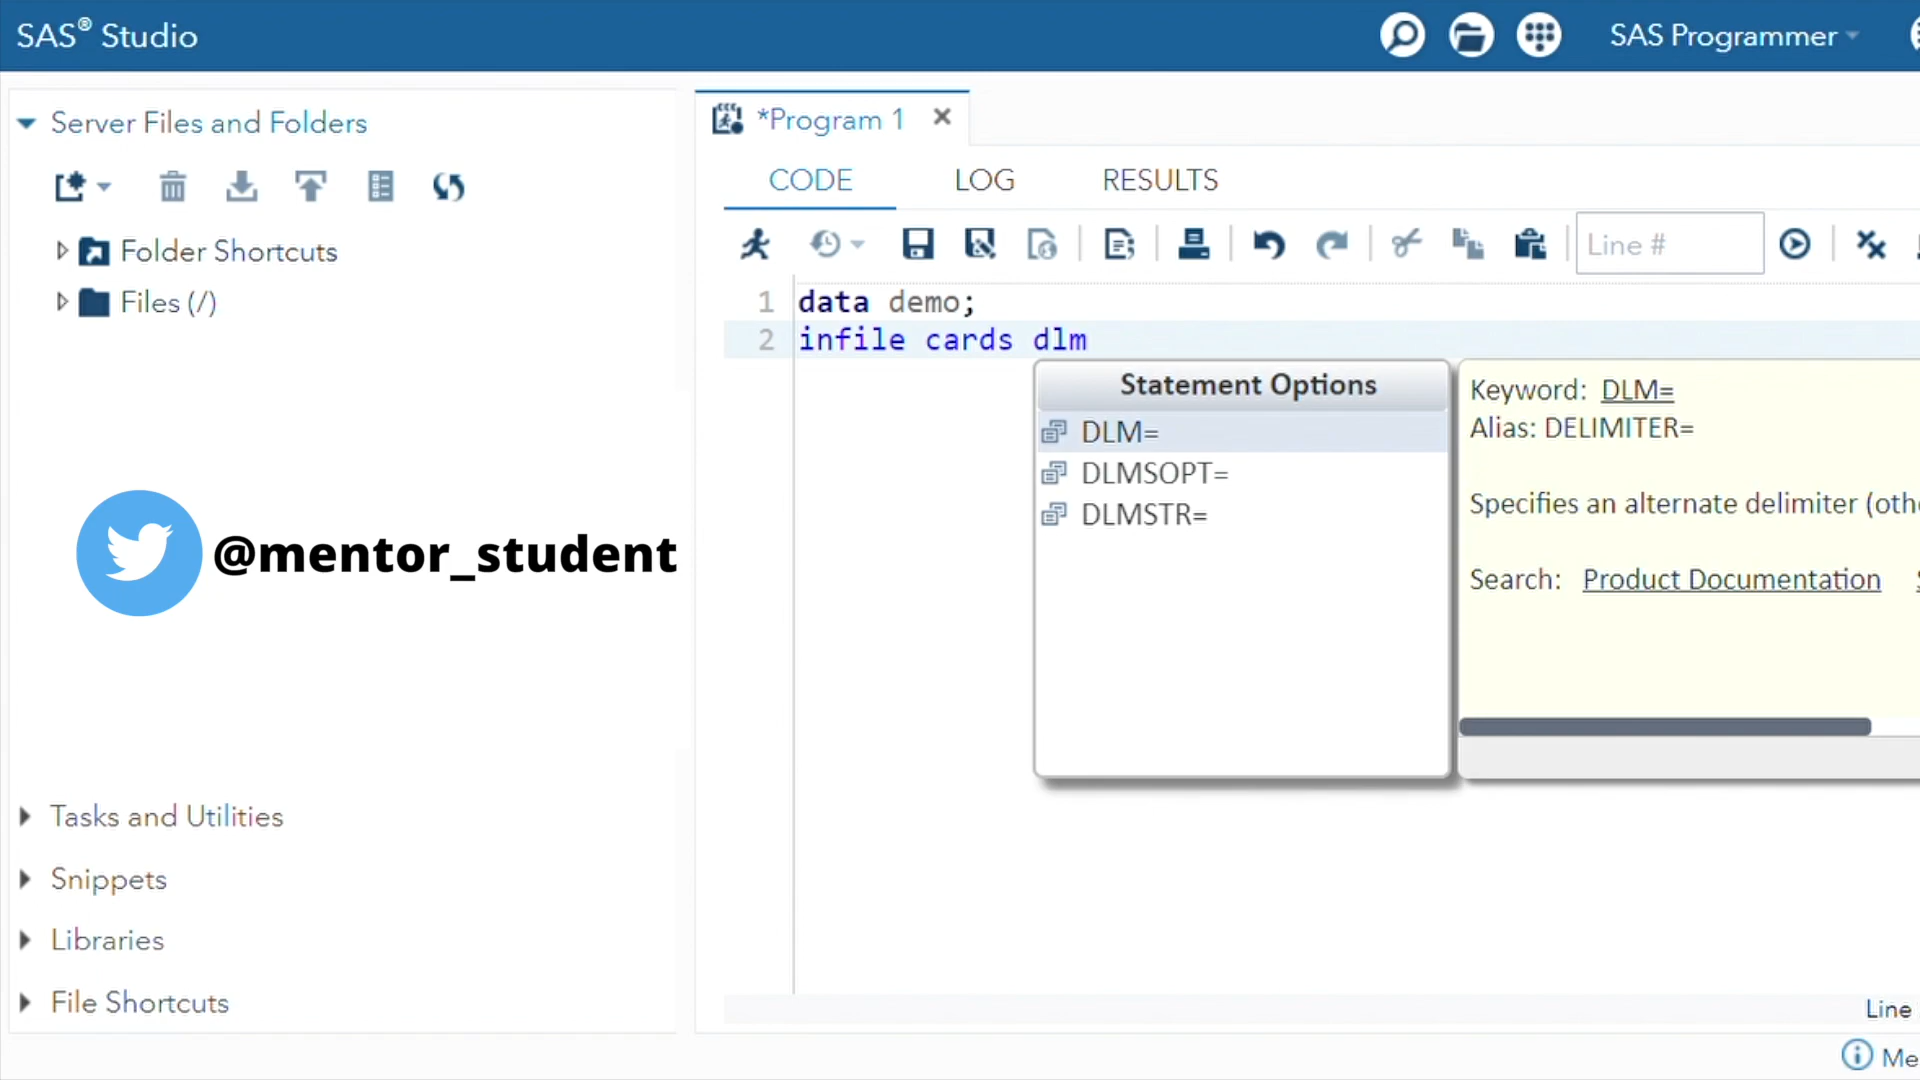 SAS® Studio
SAS Programmer
Server Files and Folders
Folder Shortcuts
Files (/)
@mentor_student
Tasks and Utilities
Snippets
Libraries
File Shortcuts
*Program 1
CODE LOG RESULTS
Line #
1 data demo;
2 infile cards dlm
Statement Options
DLM=
DLMSOPT=
DLMSTR=
Keyword: DLM=
Alias: DELIMITER=
Specifies an alternate delimiter (oth
Search: Product Documentation
Line
Me